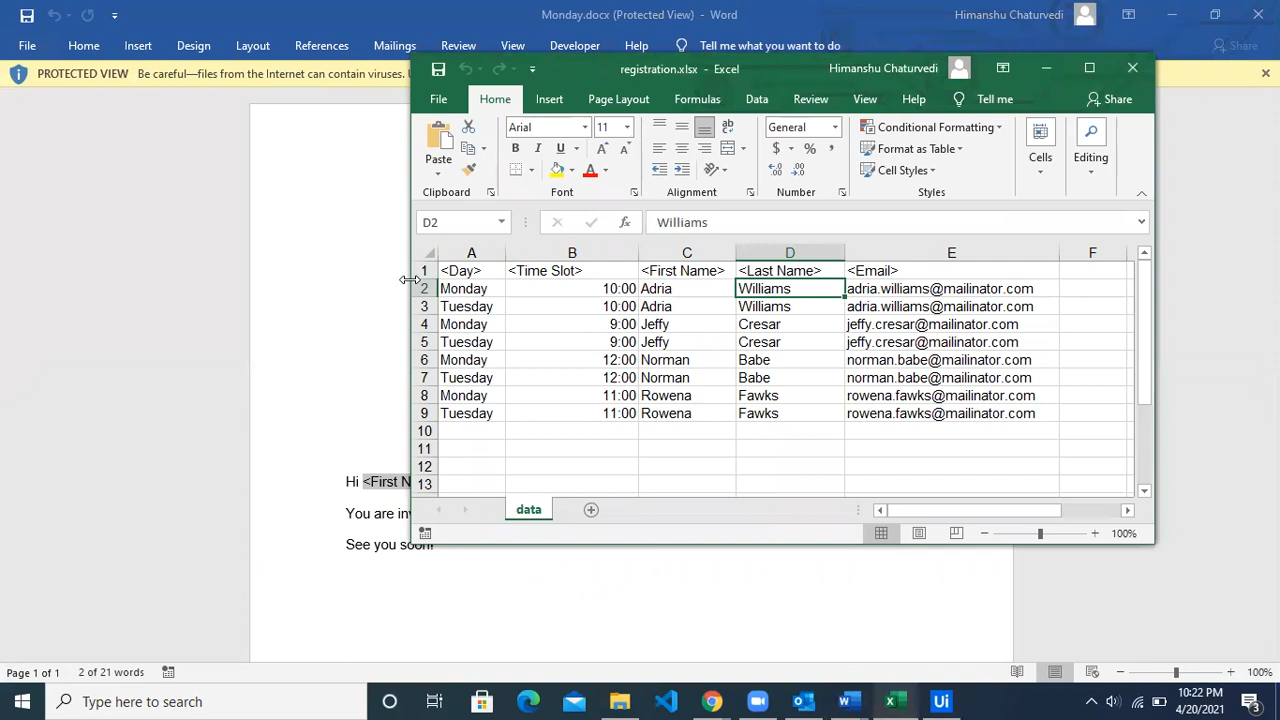 Monday.docx (Protected View) - Word
Himanshu Chaturvedi
File Home Insert Design Layout References Mailings Review View Developer Help Tell me what you want to do Share
PROTECTED VIEW Be careful—files from the Internet can contain viruses.
registration.xlsx - Excel
Himanshu Chaturvedi
File Home Insert Page Layout Formulas Data Review View Help Tell me Share
Paste
Arial 11
General
Conditional Formatting
Format as Table
Cell Styles
Cells
Editing
Clipboard Font Alignment Number Styles
D2 fx Williams
A B C D E F
1 <Day> <Time Slot> <First Name> <Last Name> <Email>
2 Monday 10:00 Adria Williams adria.williams@mailinator.com
3 Tuesday 10:00 Adria Williams adria.williams@mailinator.com
4 Monday 9:00 Jeffy Cresar jeffy.cresar@mailinator.com
5 Tuesday 9:00 Jeffy Cresar jeffy.cresar@mailinator.com
6 Monday 12:00 Norman Babe norman.babe@mailinator.com
7 Tuesday 12:00 Norman Babe norman.babe@mailinator.com
8 Monday 11:00 Rowena Fawks rowena.fawks@mailinator.com
9 Tuesday 11:00 Rowena Fawks rowena.fawks@mailinator.com
10
11
12
13
data
100%
Hi <First N
You are inv
See you soon!
Page 1 of 1 2 of 21 words 100%
Type here to search
10:22 PM
4/20/2021